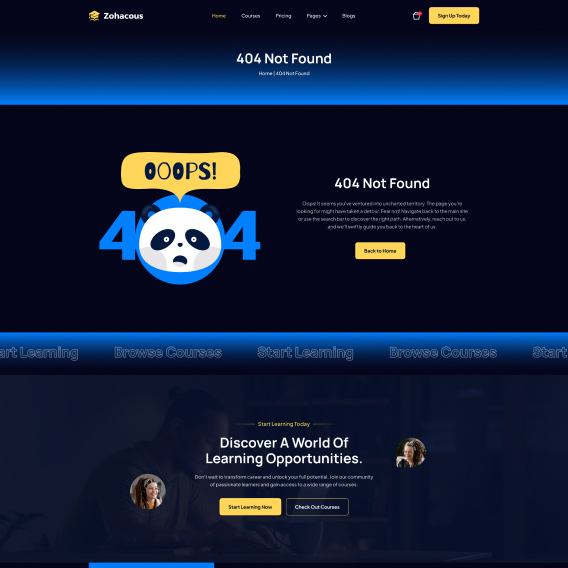 Zohacous
Home Courses Pricing Pages Blogs
Sign Up Today
404 Not Found
Home | 404 Not Found
OOOPS!
404
404 Not Found
Oops! It seems you've ventured into uncharted territory. The page you're
looking for might have taken a detour. Fear not! Navigate back to the main site
or use the search bar to discover the right path. Alternatively, reach out to us,
and we'll swiftly guide you back to the heart of us.
Back to Home
art Learning Browse Courses Start Learning Browse Courses Start
Start Learning Today
Discover A World Of
Learning Opportunities.
Don't wait to transform career and unlock your full potential. Join our community
of passionate learners and gain access to a wide range of courses.
Start Learning Now Check Out Courses